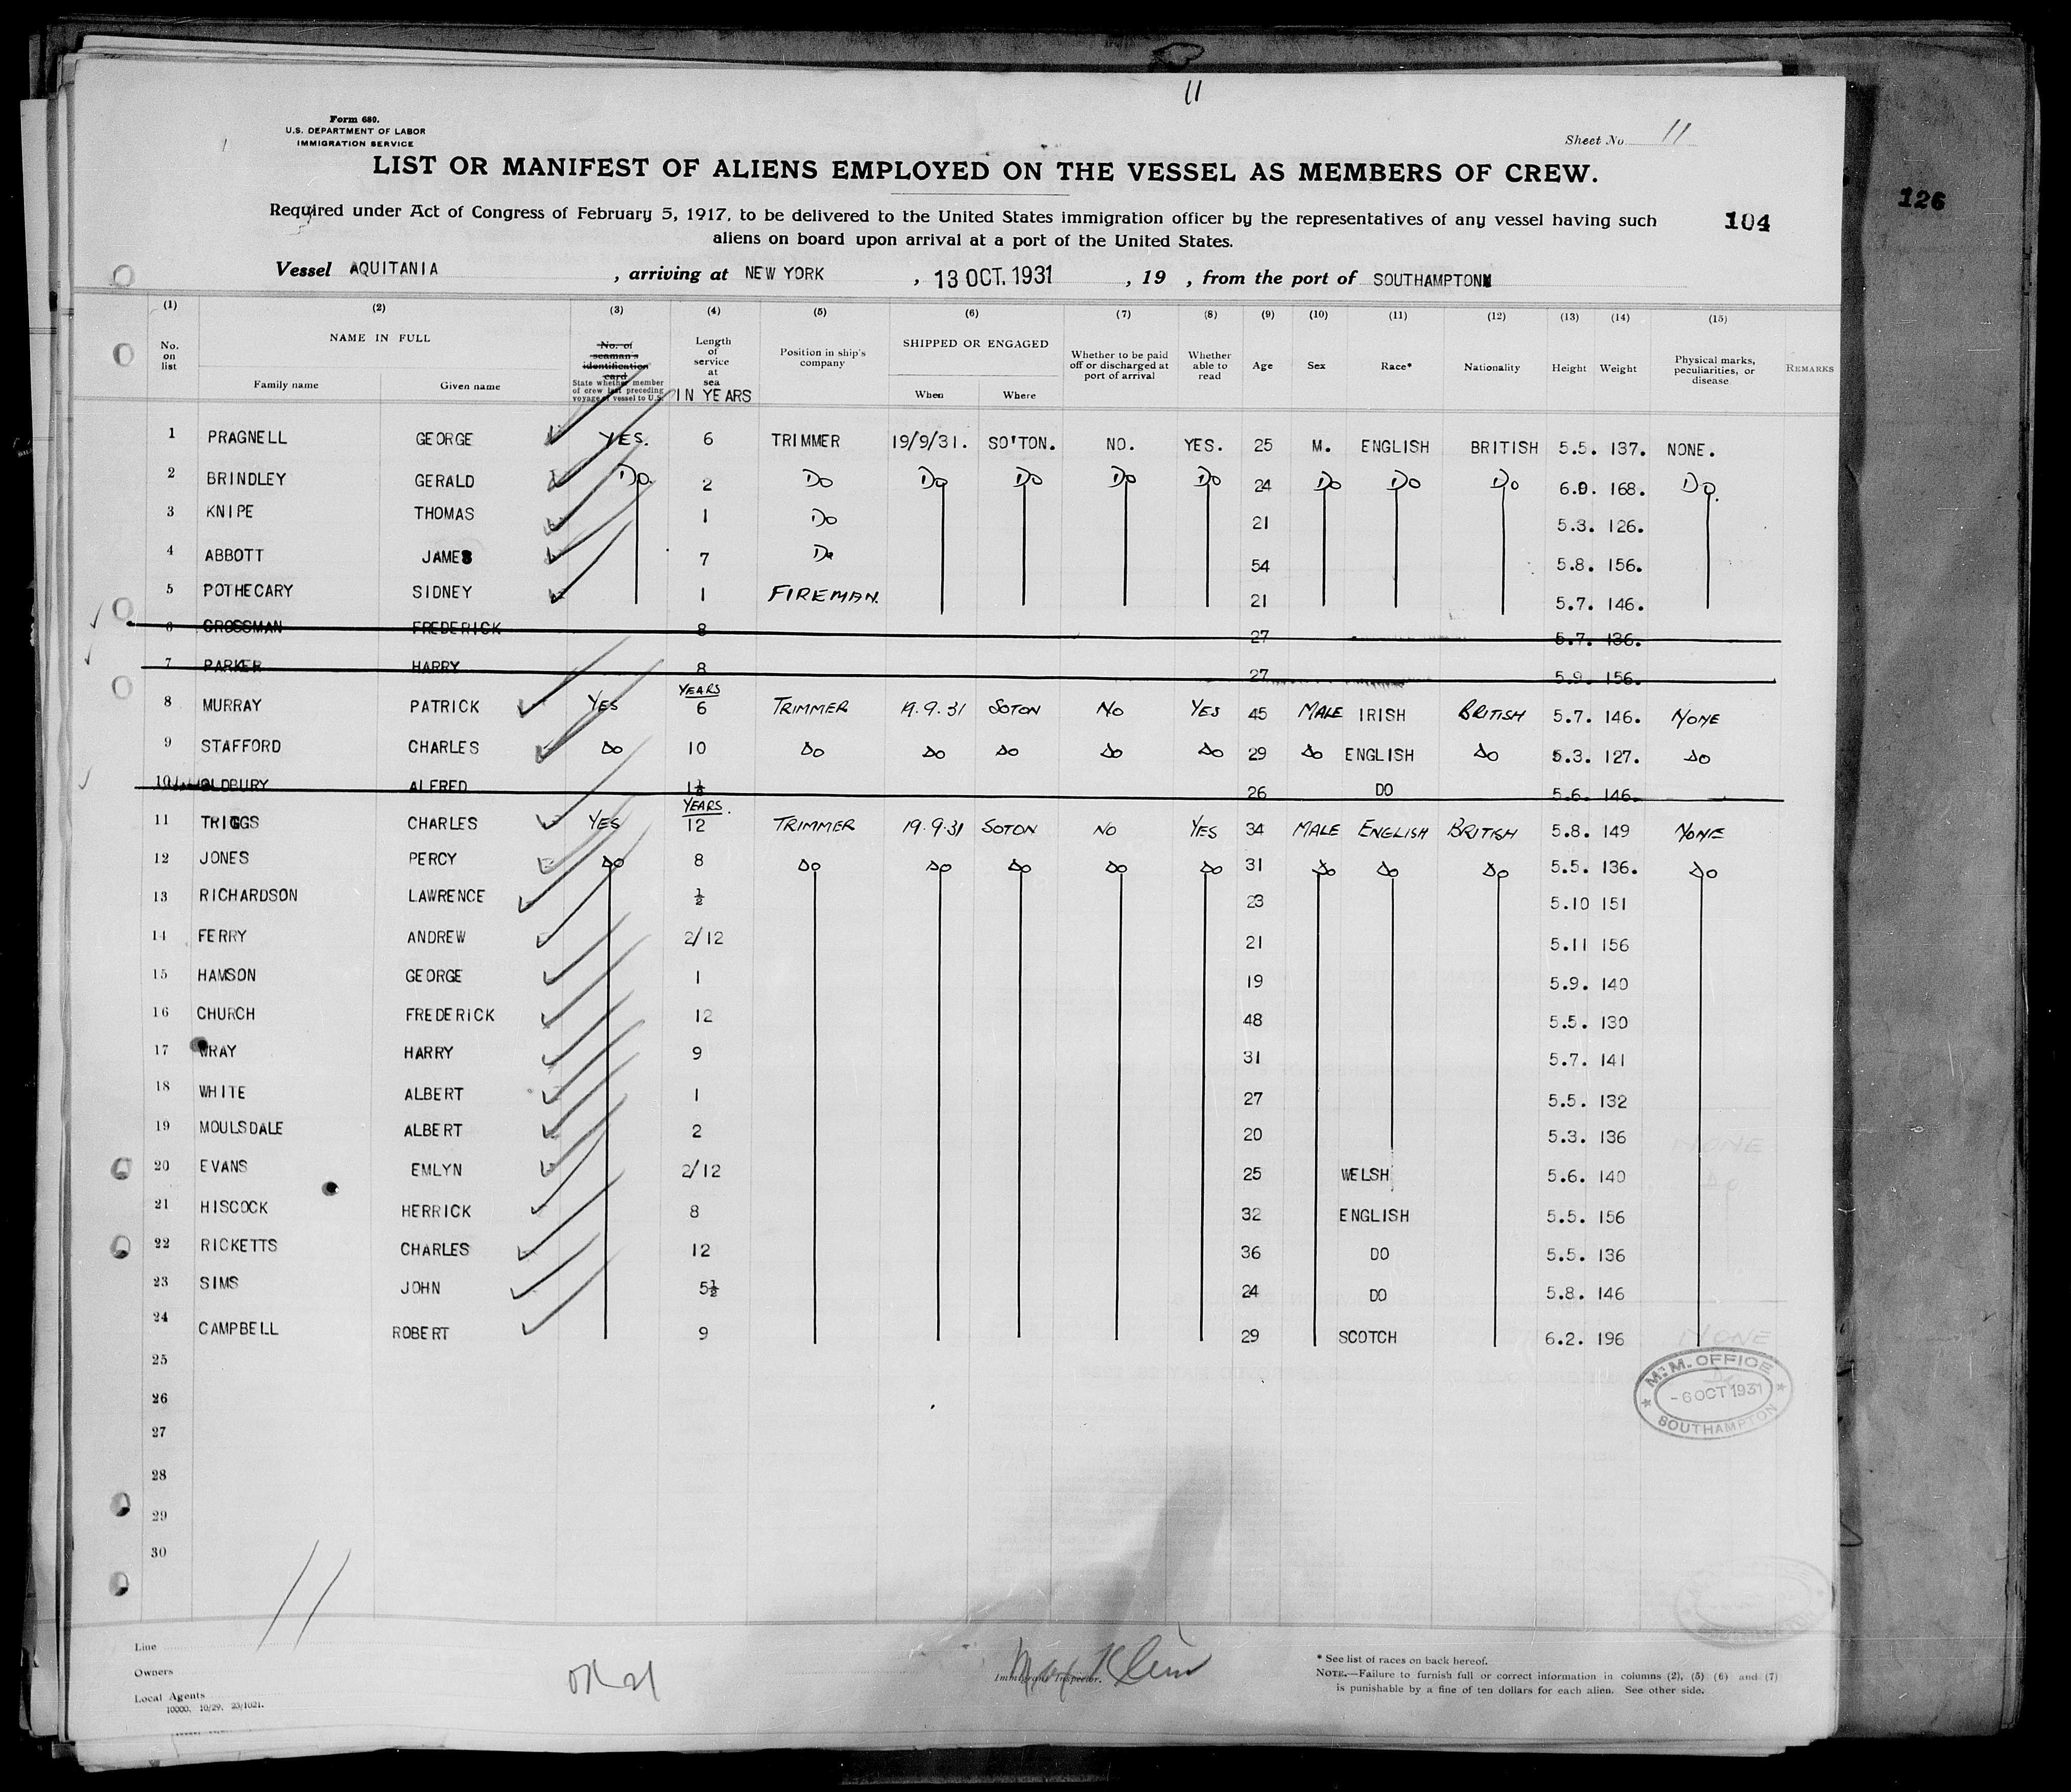 11
Form 680.
U.S. DEPARTMENT OF LABOR
IMMIGRATION SERVICE
Sheet No. 11
LIST OR MANIFEST OF ALIENS EMPLOYED ON THE VESSEL AS MEMBERS OF CREW.
126
Required under Act of Congress of February 5, 1917, to be delivered to the United States immigration officer by the representatives of any vessel having such
104
aliens on board upon arrival at a port of the United States.
Vessel AQUITANIA , arriving at NEW YORK , 13 OCT. 1931 , 19 , from the port of SOUTHAMPTON
(1) (2) (3) (4) (5) (6) (7) (8) (9) (10) (11) (12) (13) (14) (15)
No. on list
NAME IN FULL
Family name Given name
No. of seaman's identification card
State whether member of crew last preceding voyage of vessel to U.S.
Length of service at sea
IN YEARS
Position in ship's company
SHIPPED OR ENGAGED
When Where
Whether to be paid off or discharged at port of arrival
Whether able to read
Age Sex Race* Nationality Height Weight
Physical marks, peculiarities, or disease
REMARKS
1 PRAGNELL GEORGE YES. 6 TRIMMER 19/9/31. SO'TON. NO. YES. 25 M. ENGLISH BRITISH 5.5. 137. NONE.
2 BRINDLEY GERALD Do. 2 Do Do Do Do Do 24 Do Do Do 6.0. 168. Do.
3 KNIPE THOMAS 1 Do 21 5.3. 126.
4 ABBOTT JAMES 7 Do 54 5.8. 156.
5 POTHECARY SIDNEY 1 FIREMAN. 21 5.7. 146.
6 GROSSMAN FREDERICK 8 27 5.7. 136.
7 PARKER HARRY 8 27 5.9. 156.
YEARS
8 MURRAY PATRICK YES 6 TRIMMER 19.9.31 SOTON NO YES 45 MALE IRISH BRITISH 5.7. 146. NONE
9 STAFFORD CHARLES Do 10 Do Do Do Do Do 29 Do ENGLISH Do 5.3. 127. Do
10 OLDBURY ALFRED 1½ 26 DO 5.6. 146.
YEARS.
11 TRIGGS CHARLES YES 12 TRIMMER 19.9.31 SOTON NO YES 34 MALE ENGLISH BRITISH 5.8. 149 NONE
12 JONES PERCY Do 8 Do Do Do Do Do 31 Do Do Do 5.5. 136. Do
13 RICHARDSON LAWRENCE ½ 23 5.10 151
14 FERRY ANDREW 2/12 21 5.11 156
15 HAMSON GEORGE 1 19 5.9. 140
16 CHURCH FREDERICK 12 48 5.5. 130
17 WRAY HARRY 9 31 5.7. 141
18 WHITE ALBERT 1 27 5.5. 132
19 MOULSDALE ALBERT 2 20 5.3. 136
20 EVANS EMLYN 2/12 25 WELSH 5.6. 140
21 HISCOCK HERRICK 8 32 ENGLISH 5.5. 156
22 RICKETTS CHARLES 12 36 DO 5.5. 136
23 SIMS JOHN 5½ 24 DO 5.8. 146
24 CAMPBELL ROBERT 9 29 SCOTCH 6.2. 196
25
26
27
28
29
30
M.M. OFFICE
-6 OCT 1931
SOUTHAMPTON
11
Line
Owners
Local Agents
10000. 10/29. 23/1021.
Immigrant Inspector.
* See list of races on back hereof.
NOTE.—Failure to furnish full or correct information in columns (2), (5) (6) and (7)
is punishable by a fine of ten dollars for each alien. See other side.